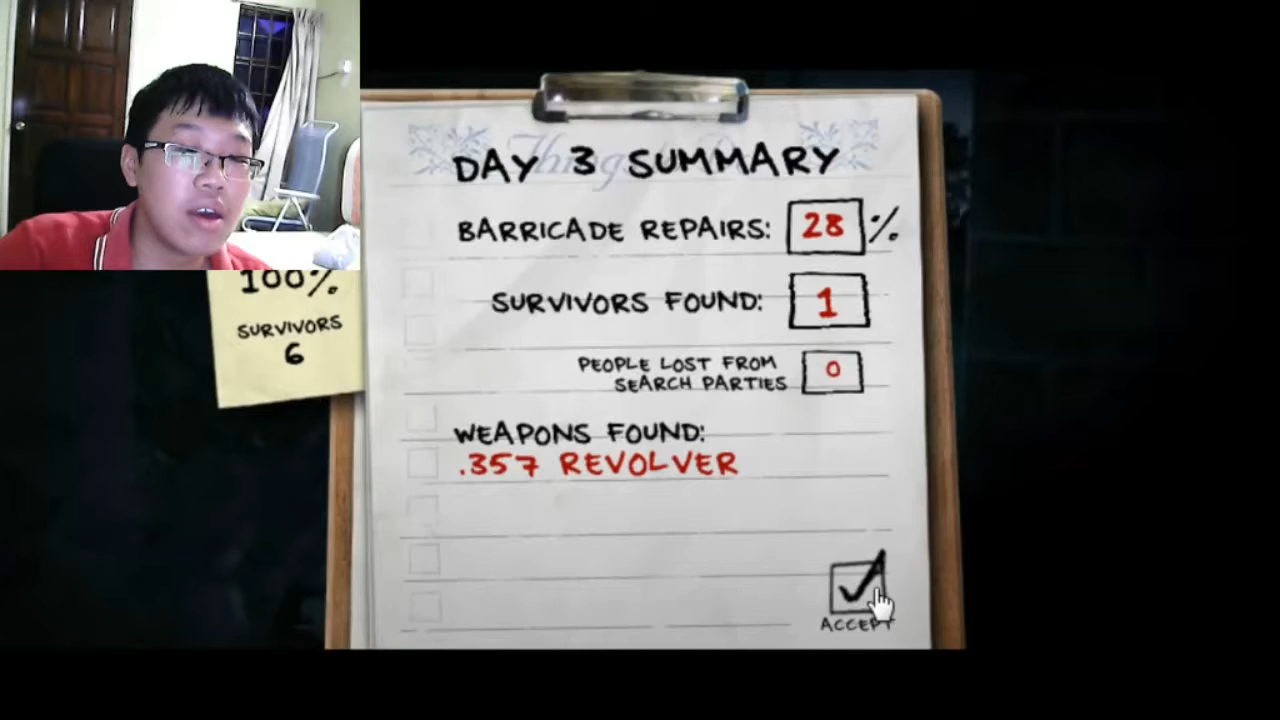 100%
SURVIVORS
6
Things
DAY 3 SUMMARY
BARRICADE REPAIRS: 28 %
SURVIVORS FOUND: 1
PEOPLE LOST FROM
SEARCH PARTIES 0
WEAPONS FOUND:
.357 REVOLVER
ACCEPT